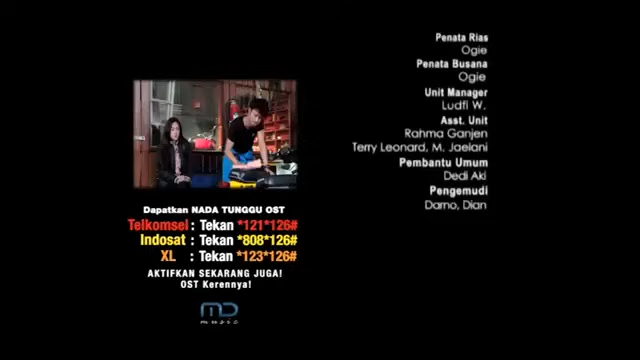 Penata Rias
Ogie
Penata Busana
Ogie
Unit Manager
Ludfi W.
Asst. Unit
Rahma Ganjen
Terry Leonard, M. Jaelani
Pembantu Umum
Dedi Aki
Pengemudi
Darno, Dian
Dapatkan NADA TUNGGU OST
Telkomsel : Tekan *121*126#
Indosat : Tekan *808*126#
XL : Tekan *123*126#
AKTIFKAN SEKARANG JUGA!
OST Kerennya!
MD
music